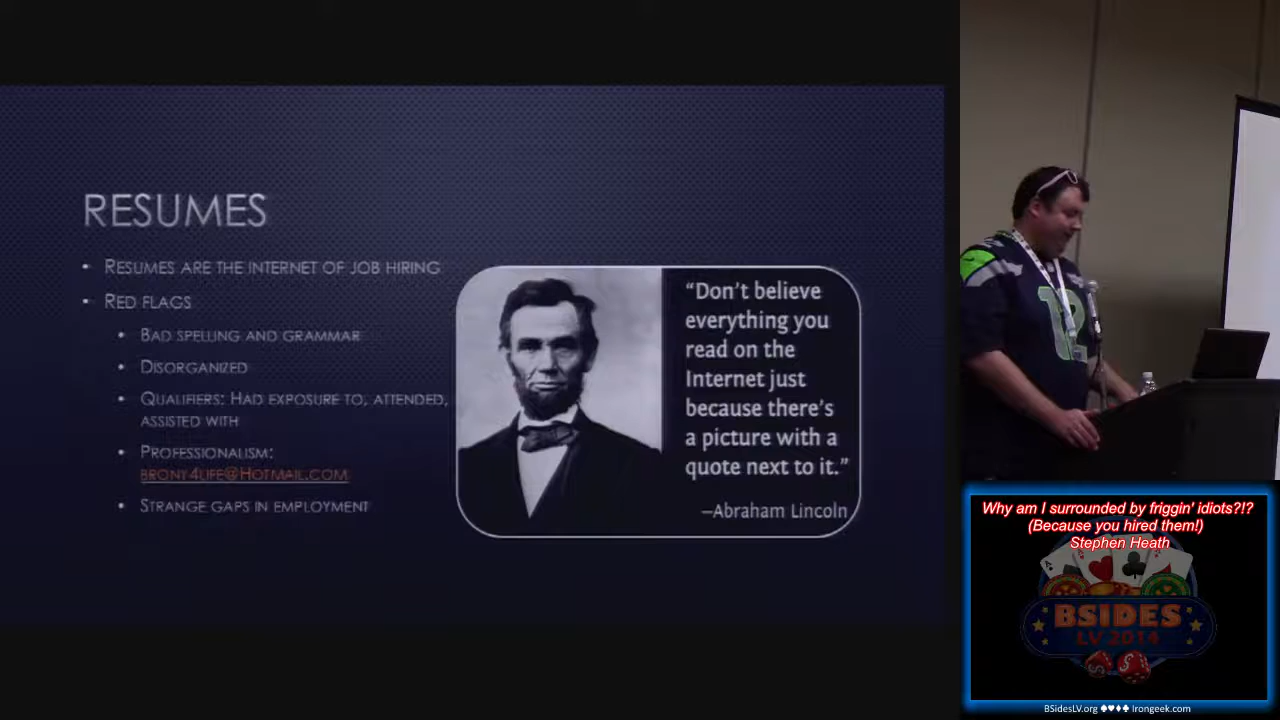 RESUMES
• RESUMES ARE THE INTERNET OF JOB HIRING
• RED FLAGS
• BAD SPELLING AND GRAMMAR
• DISORGANIZED
• QUALIFIERS: HAD EXPOSURE TO, ATTENDED,
ASSISTED WITH
• PROFESSIONALISM:
BRONY4LIFE@HOTMAIL.COM
• STRANGE GAPS IN EMPLOYMENT
“Don’t believe
everything you
read on the
Internet just
because there’s
a picture with a
quote next to it.”
—Abraham Lincoln
12
Why am I surrounded by friggin' idiots?!?
(Because you hired them!)
Stephen Heath
BSIDES
LV 2014
BSidesLV.org ♠♥♦♣ Irongeek.com